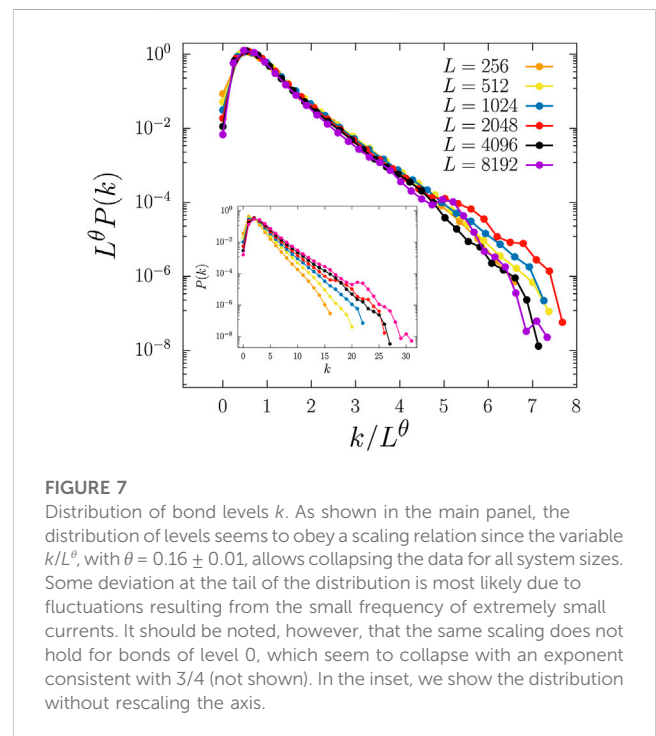 10⁰
10⁻²
10⁻⁴
10⁻⁶
10⁻⁸
L^θ P(k)
L = 256
L = 512
L = 1024
L = 2048
L = 4096
L = 8192
10⁰
10⁻²
10⁻⁴
10⁻⁶
10⁻⁸
P(k)
0 5 10 15 20 25 30
k
0 1 2 3 4 5 6 7 8
k/L^θ
FIGURE 7
Distribution of bond levels k. As shown in the main panel, the
distribution of levels seems to obey a scaling relation since the variable
k/L^θ, with θ = 0.16 ± 0.01, allows collapsing the data for all system sizes.
Some deviation at the tail of the distribution is most likely due to
fluctuations resulting from the small frequency of extremely small
currents. It should be noted, however, that the same scaling does not
hold for bonds of level 0, which seem to collapse with an exponent
consistent with 3/4 (not shown). In the inset, we show the distribution
without rescaling the axis.